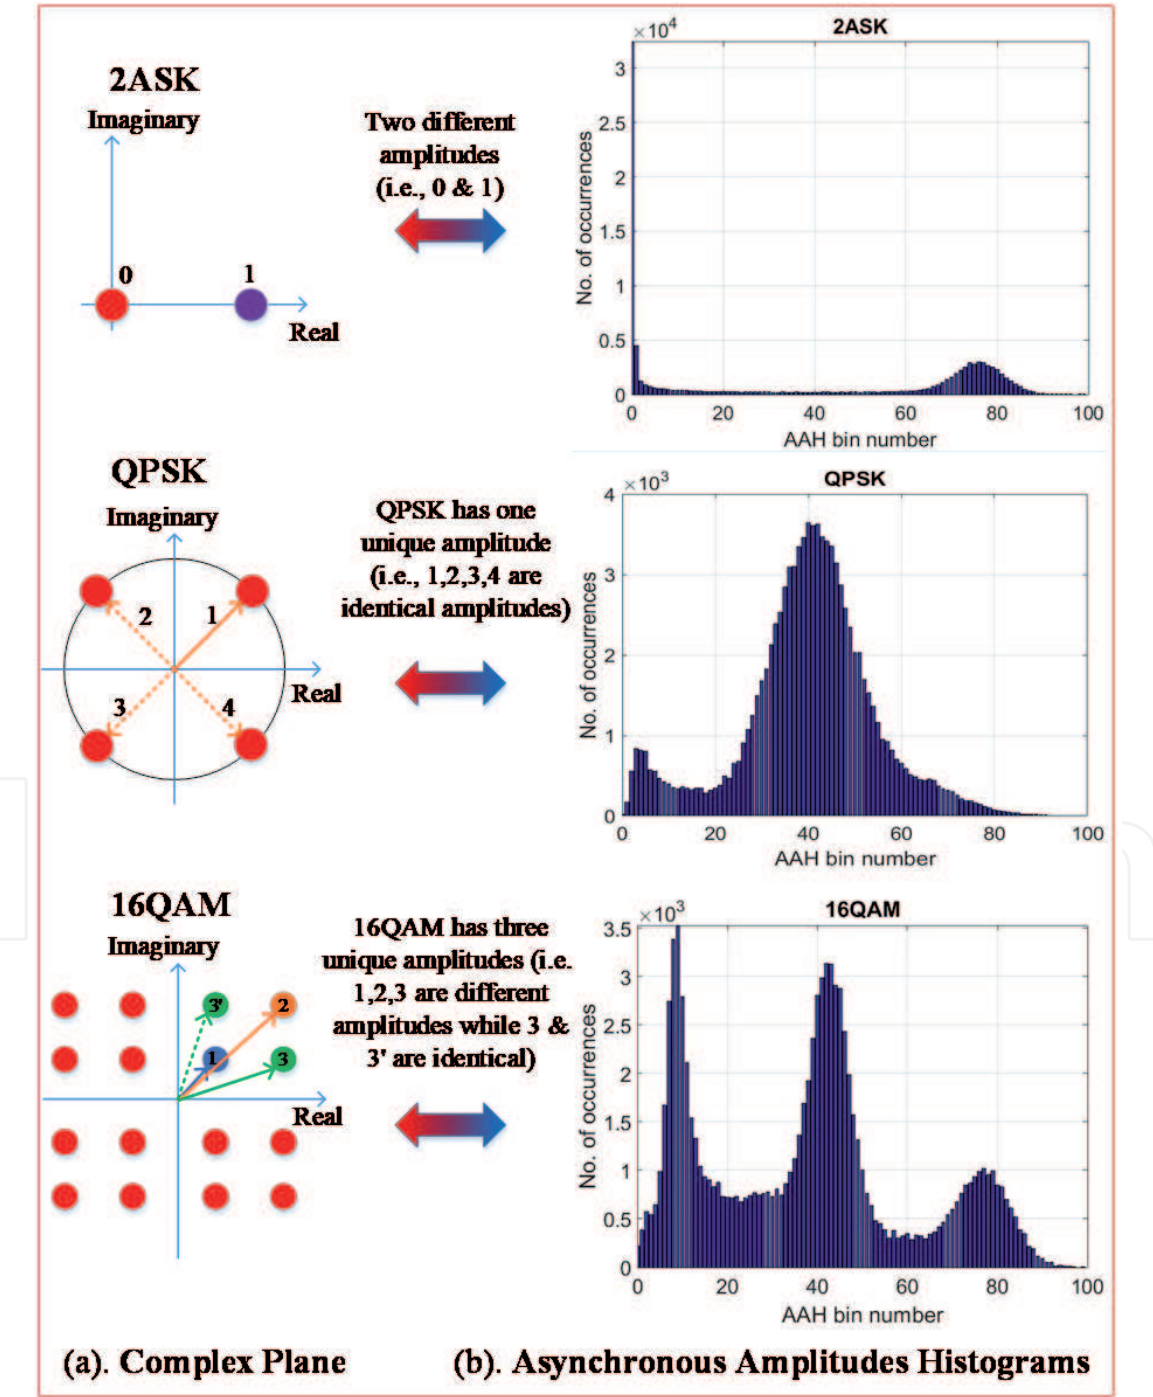 2ASK
Imaginary
0
1
Real
Two different
amplitudes
(i.e., 0 & 1)
2ASK
×10⁴
No. of occurrences
3
2.5
2
1.5
1
0.5
0
0 20 40 60 80 100
AAH bin number
QPSK
Imaginary
2
1
3
4
Real
QPSK has one
unique amplitude
(i.e., 1,2,3,4 are
identical amplitudes)
QPSK
×10³
No. of occurrences
4
3
2
1
0
0 20 40 60 80 100
AAH bin number
16QAM
Imaginary
3'
2
1
3
Real
16QAM has three
unique amplitudes (i.e.
1,2,3 are different
amplitudes while 3 &
3' are identical)
16QAM
×10³
No. of occurrences
3.5
3
2.5
2
1.5
1
0.5
0
0 20 40 60 80 100
AAH bin number
(a). Complex Plane
(b). Asynchronous Amplitudes Histograms